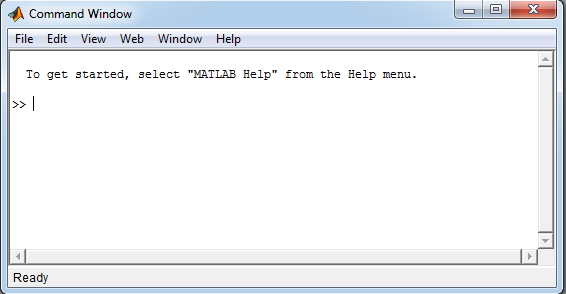 Command Window
File Edit View Web Window Help
To get started, select "MATLAB Help" from the Help menu.
>>
Ready